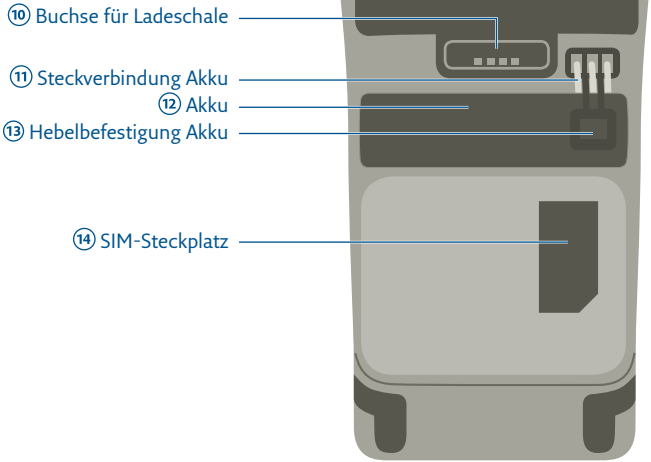 ⑩ Buchse für Ladeschale
⑪ Steckverbindung Akku
⑫ Akku
⑬ Hebelbefestigung Akku
⑭ SIM-Steckplatz